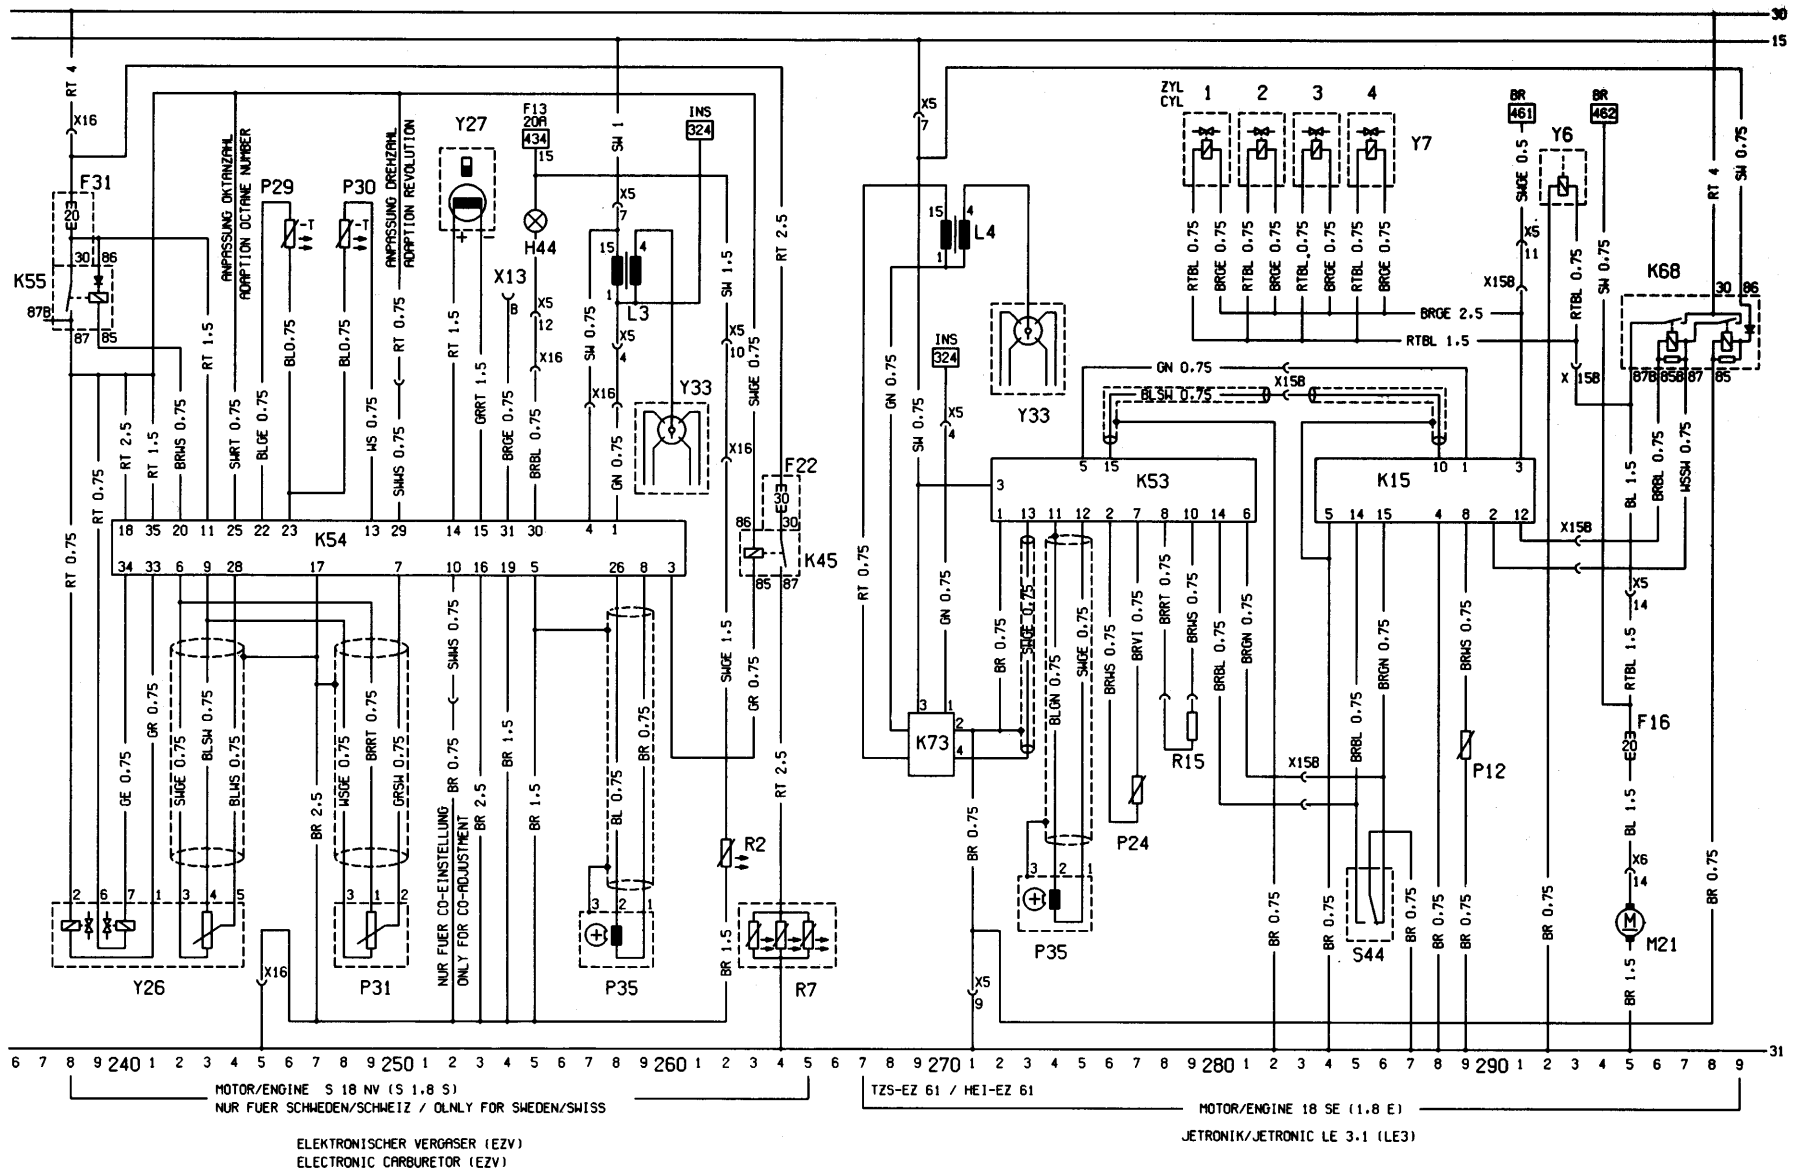 30
15
RT 4
X16
F31
20
30
86
K55
87B
87
85
RT 1.5
ANPASSUNG OKTANZAHL
ADAPTION OCTANE NUMBER
P29
-T
P30
-T
ANPASSUNG DREHZAHL
ADAPTION REVOLUTION
Y27
+
-
F13
20A
434
15
H44
X13
B
X5
12
X16
SW 1
X5
7
15
4
1
L3
X5
4
X16
INS
324
Y33
SW 1.5
X5
10
X16
RT 2.5
SWGE 0.75
F22
30
86
30
K45
85
87
RT 0.75
RT 0.75
RT 2.5
RT 1.5
BRWS 0.75
SWRT 0.75
BLGE 0.75
BLO.75
BLO.75
WS 0.75
RT 0.75
SWWS 0.75
RT 1.5
GRRT 1.5
BRGE 0.75
BRBL 0.75
SW 0.75
GN 0.75
18 35 20 11 25 22 23 13 29 14 15 31 30 4 1
K54
34 33 6 9 28 17 7 10 16 19 5 26 8 3
GE 0.75
GR 0.75
SWGE 0.75
BLSW 0.75
BLWS 0.75
BR 2.5
WSGE 0.75
BRRT 0.75
GRSW 0.75
NUR FUER CO-EINSTELLUNG
ONLY FOR CO-ADJUSTMENT
SWWS 0.75
BR 0.75
BR 2.5
BR 1.5
BR 1.5
BL 0.75
BR 0.75
GR 0.75
SWGE 1.5
RT 2.5
R2
BR 1.5
2 6 7 1 3 4 5
Y26
3 1 2
P31
3 2 1
P35
R7
X16
X5
7
15
4
1
L4
INS
324
X5
4
Y33
GN 0.75
SW 0.75
RT 0.75
GN 0.75
3 1
K73
2
4
ZYL
CYL
1 2 3 4
Y7
RTBL 0.75
BRGE 0.75
RTBL 0.75
BRGE 0.75
RTBL 0.75
BRGE 0.75
RTBL 0.75
BRGE 0.75
BRGE 2.5
RTBL 1.5
BR
461
SWGE 0.5
X5
11
X15B
BR
462
Y6
RTBL 0.75
SW 0.75
X 15B
RT 4
SW 0.75
K68
30 86
87B 85B 87 85
GN 0.75
X15B
BLSW 0.75
5 15
3
K53
1 13 11 12 2 7 8 10 14 6
10 1 3
K15
5 14 15 4 8 2 12
X15B
BL 1.5
BRBL 0.75
WSSW 0.75
X5
14
RTBL 1.5
F16
20
BL 1.5
X6
14
M
M21
BR 1.5
BR 0.75
BR 0.75
SWGE 0.75
BLGN 0.75
SWGE 0.75
BRWS 0.75
BRVI 0.75
BRRT 0.75
BRWS 0.75
R15
BRBL 0.75
BRGN 0.75
X15B
P24
3 2 1
P35
BR 0.75
X5
9
BR 0.75
BR 0.75
BRBL 0.75
BRGN 0.75
S44
BR 0.75
BR 0.75
BRWS 0.75
P12
BR 0.75
BR 0.75
31
6 7 8 9 240 1 2 3 4 5 6 7 8 9 250 1 2 3 4 5 6 7 8 9 260 1 2 3 4 5 6 7 8 9 270 1 2 3 4 5 6 7 8 9 280 1 2 3 4 5 6 7 8 9 290 1 2 3 4 5 6 7 8 9
MOTOR/ENGINE S 18 NV (S 1.8 S)
NUR FUER SCHWEDEN/SCHWEIZ / OLNLY FOR SWEDEN/SWISS
TZS-EZ 61 / HEI-EZ 61
MOTOR/ENGINE 18 SE (1.8 E)
JETRONIK/JETRONIC LE 3.1 (LE3)
ELEKTRONISCHER VERGASER (EZV)
ELECTRONIC CARBURETOR (EZV)